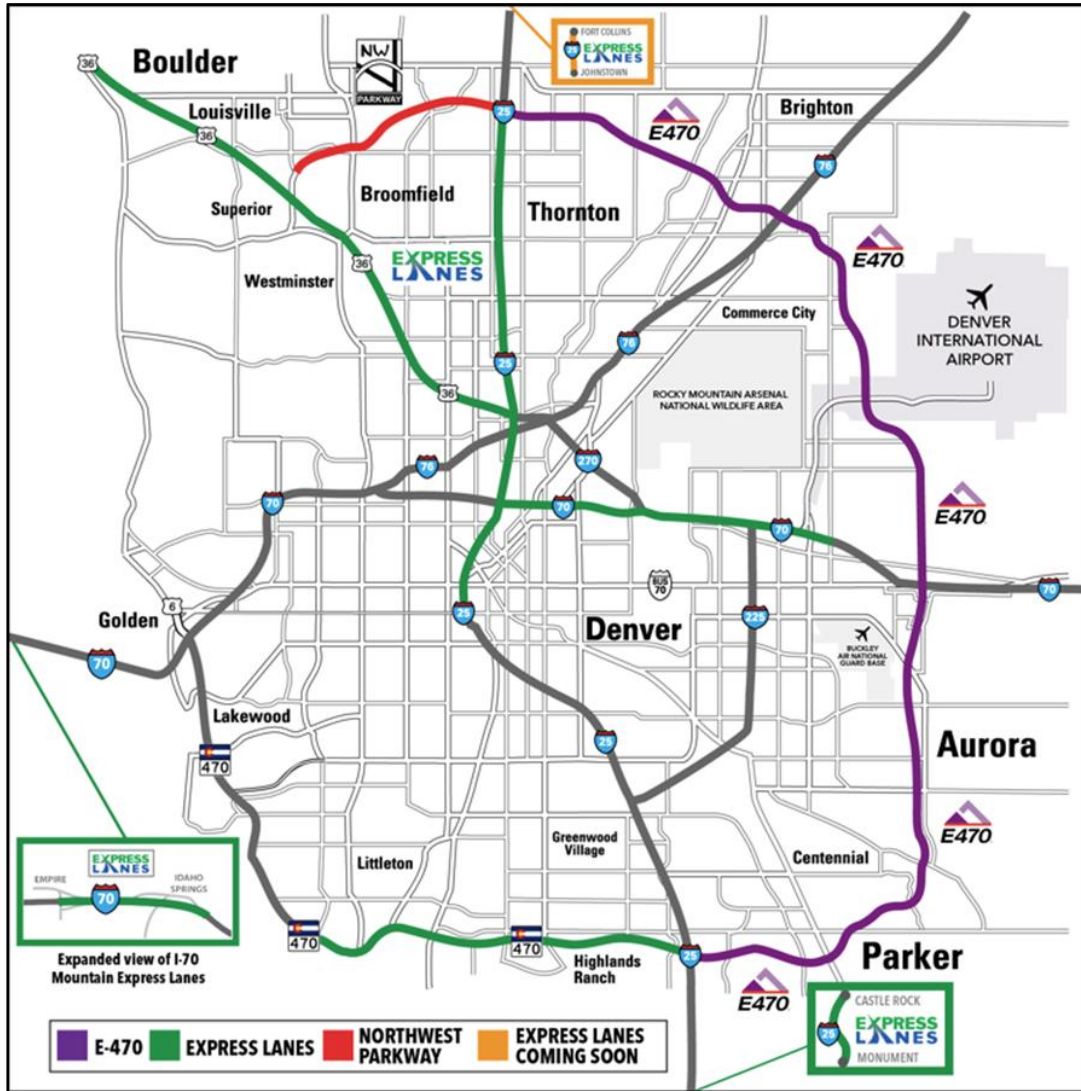 FORT COLLINS
25
EXPRESS
LANES
JOHNSTOWN
NW
PARKWAY
36
Boulder
Louisville
36
25
E470
Brighton
76
Broomfield
Superior
Thornton
E470
EXPRESS
LANES
36
Westminster
Commerce City
DENVER
INTERNATIONAL
AIRPORT
76
25
36
ROCKY MOUNTAIN ARSENAL
NATIONAL WILDLIFE AREA
76
270
70
70
E470
70
6
Golden
25
BUS
70
225
70
Denver
BUCKLEY
AIR NATIONAL
GUARD BASE
70
Lakewood
25
470
Aurora
E470
Greenwood
Village
Littleton
Centennial
EXPRESS
LANES
EMPIRE
70
IDAHO
SPRINGS
Expanded view of I-70
Mountain Express Lanes
470
470
Highlands
Ranch
25
Parker
E470
CASTLE ROCK
25
EXPRESS
LANES
MONUMENT
E-470
EXPRESS LANES
NORTHWEST
PARKWAY
EXPRESS LANES
COMING SOON